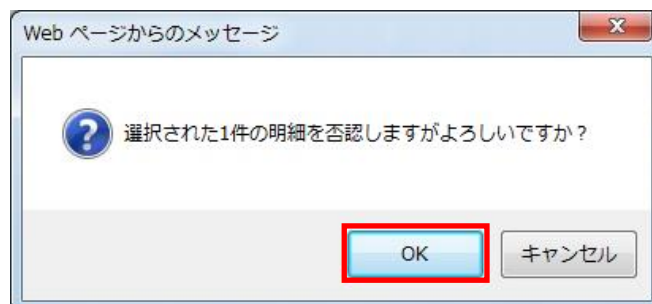 Web ページからのメッセージ
選択された1件の明細を否認しますがよろしいですか？
OK
キャンセル